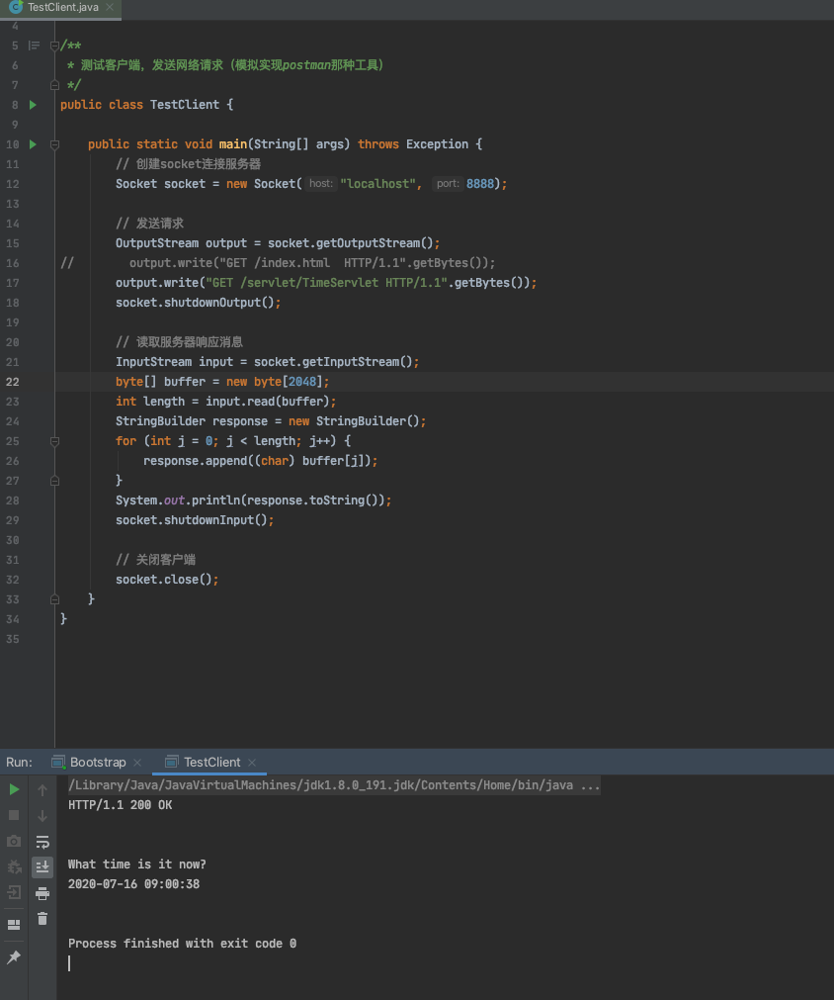 TestClient.java
4
5 /**
6 * 测试客户端，发送网络请求（模拟实现postman那种工具）
7 */
8 public class TestClient {
9
10 public static void main(String[] args) throws Exception {
11 // 创建socket连接服务器
12 Socket socket = new Socket( host: "localhost", port: 8888);
13
14 // 发送请求
15 OutputStream output = socket.getOutputStream();
16 // output.write("GET /index.html  HTTP/1.1".getBytes());
17 output.write("GET /servlet/TimeServlet HTTP/1.1".getBytes());
18 socket.shutdownOutput();
19
20 // 读取服务器响应消息
21 InputStream input = socket.getInputStream();
22 byte[] buffer = new byte[2048];
23 int length = input.read(buffer);
24 StringBuilder response = new StringBuilder();
25 for (int j = 0; j < length; j++) {
26 response.append((char) buffer[j]);
27 }
28 System.out.println(response.toString());
29 socket.shutdownInput();
30
31 // 关闭客户端
32 socket.close();
33 }
34 }
35
Run: Bootstrap TestClient
/Library/Java/JavaVirtualMachines/jdk1.8.0_191.jdk/Contents/Home/bin/java ...
HTTP/1.1 200 OK
What time is it now?
2020-07-16 09:00:38
Process finished with exit code 0